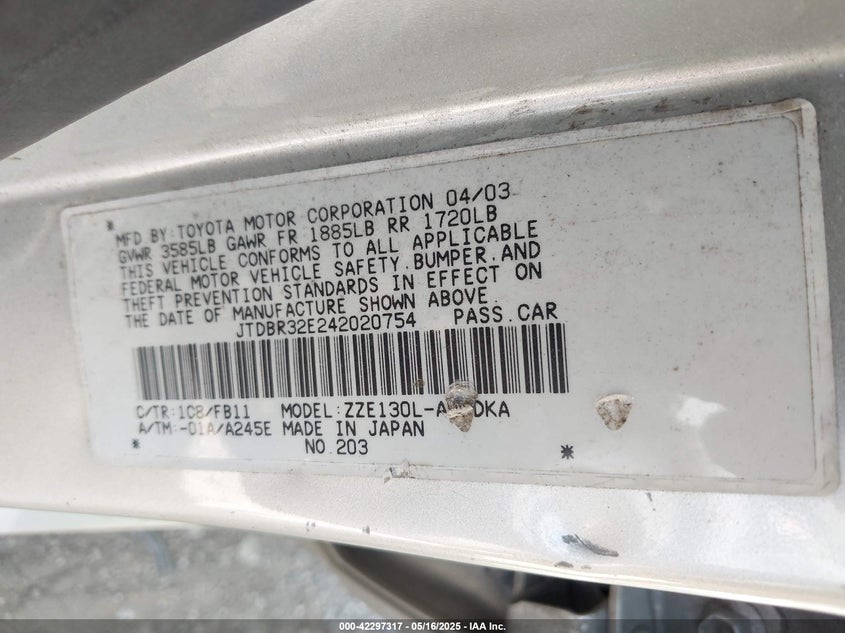 *
MFD BY:TOYOTA MOTOR CORPORATION 04/03
GVWR 3585LB GAWR FR 1885LB RR 1720LB
THIS VEHICLE CONFORMS TO ALL APPLICABLE
FEDERAL MOTOR VEHICLE SAFETY.BUMPER.AND
THEFT PREVENTION STANDARDS IN EFFECT ON
THE DATE OF MANUFACTURE SHOWN ABOVE.
JTDBR32E242020754 PASS.CAR
C/TR:1C8/FB11 MODEL:
A/TM:-01A/A245E MADE IN JAPAN
* NO.203 *
000-42297317 - 05/16/2025 - IAA Inc.